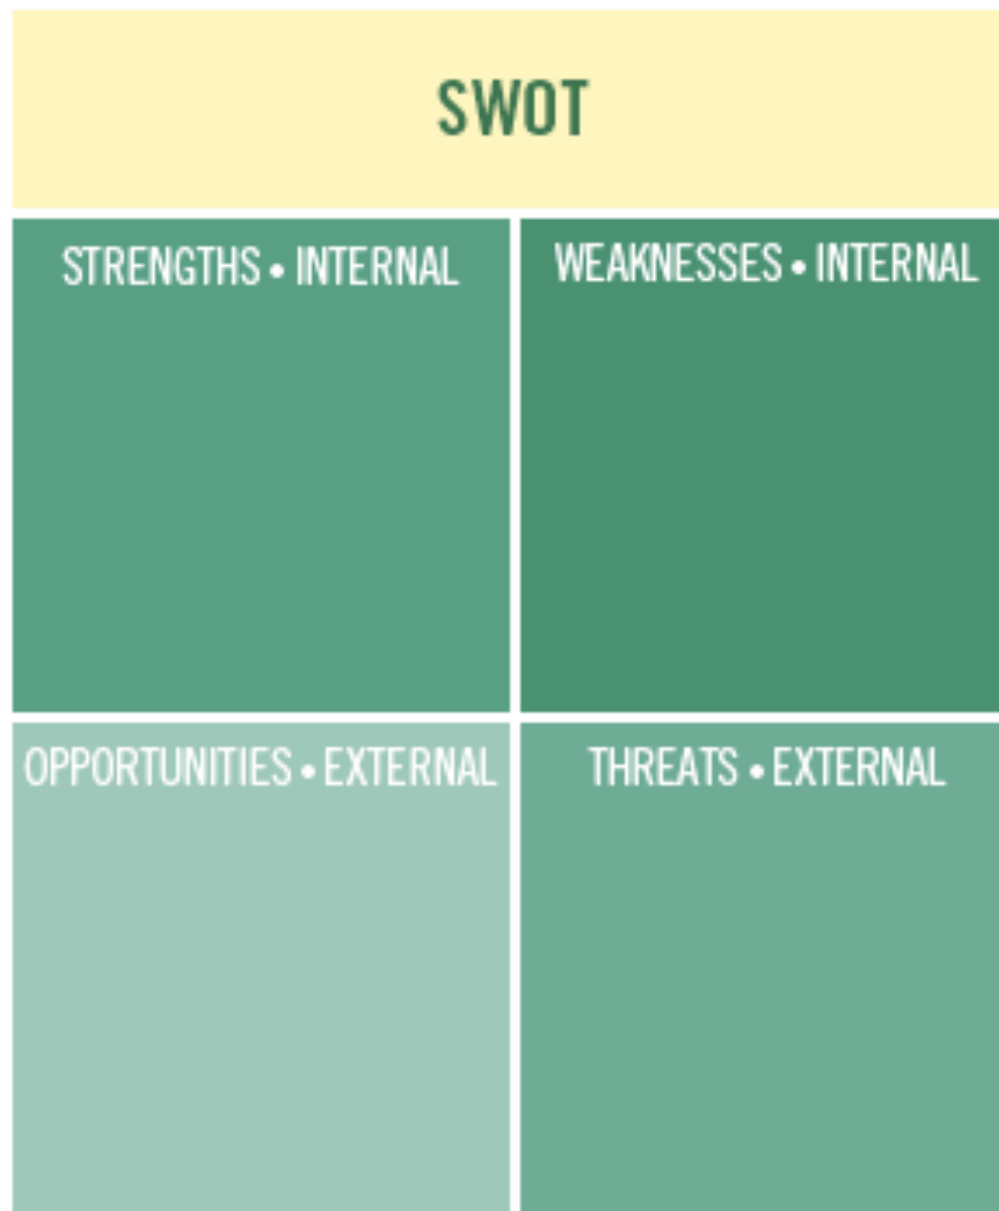 SWOT
STRENGTHS • INTERNAL
WEAKNESSES • INTERNAL
OPPORTUNITIES • EXTERNAL
THREATS • EXTERNAL